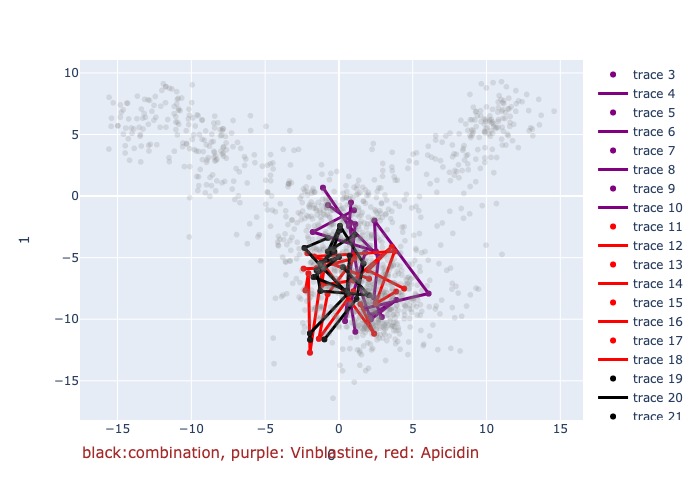 10
5
0
−5
−10
−15
1
−15
−10
−5
0
5
10
15
0
black:combination, purple: Vinblastine, red: Apicidin
trace 3
trace 4
trace 5
trace 6
trace 7
trace 8
trace 9
trace 10
trace 11
trace 12
trace 13
trace 14
trace 15
trace 16
trace 17
trace 18
trace 19
trace 20
trace 21